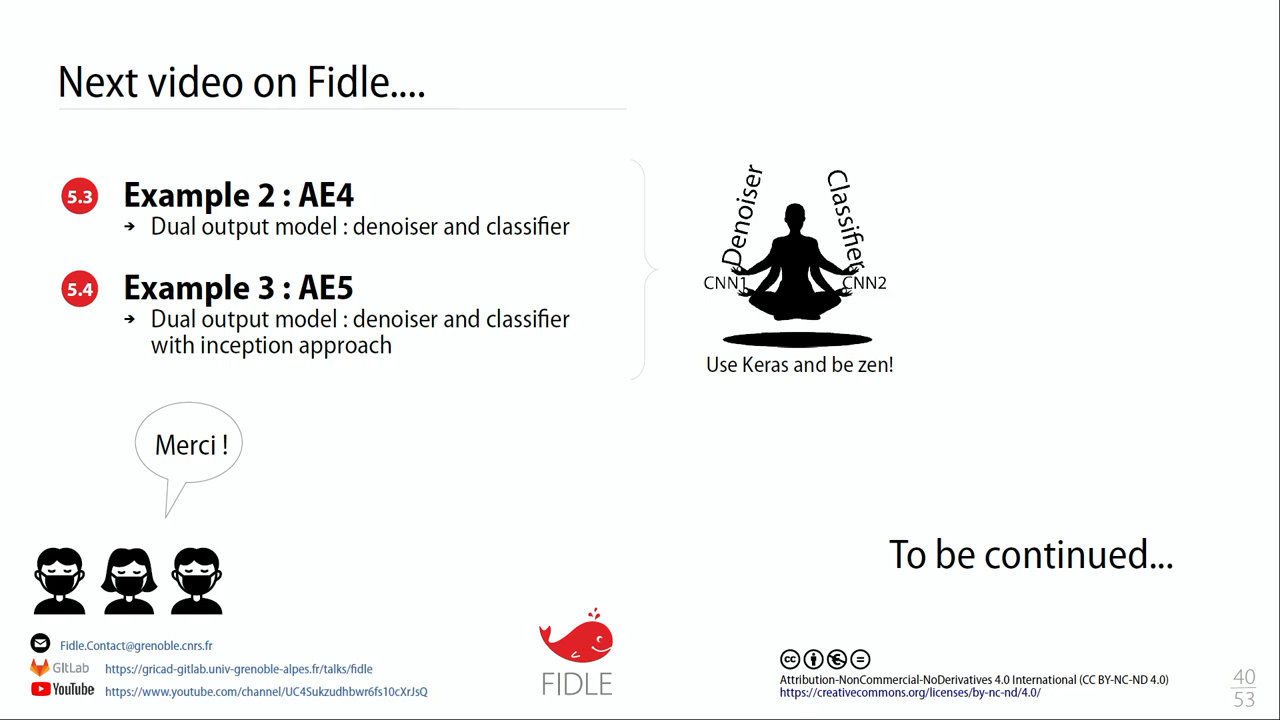 Next video on Fidle....
5.3
Example 2 : AE4
➔ Dual output model : denoiser and classifier
5.4
Example 3 : AE5
➔ Dual output model : denoiser and classifier
with inception approach
Denoiser
Classifier
CNN1
CNN2
Use Keras and be zen!
Merci !
To be continued...
Fidle.Contact@grenoble.cnrs.fr
GItLab https://gricad-gitlab.univ-grenoble-alpes.fr/talks/fidle
YouTube https://www.youtube.com/channel/UC4Sukzudhbwr6fs10cXrJsQ
FIDLE
cc
Attribution-NonCommercial-NoDerivatives 4.0 International (CC BY-NC-ND 4.0)
https://creativecommons.org/licenses/by-nc-nd/4.0/
40
53